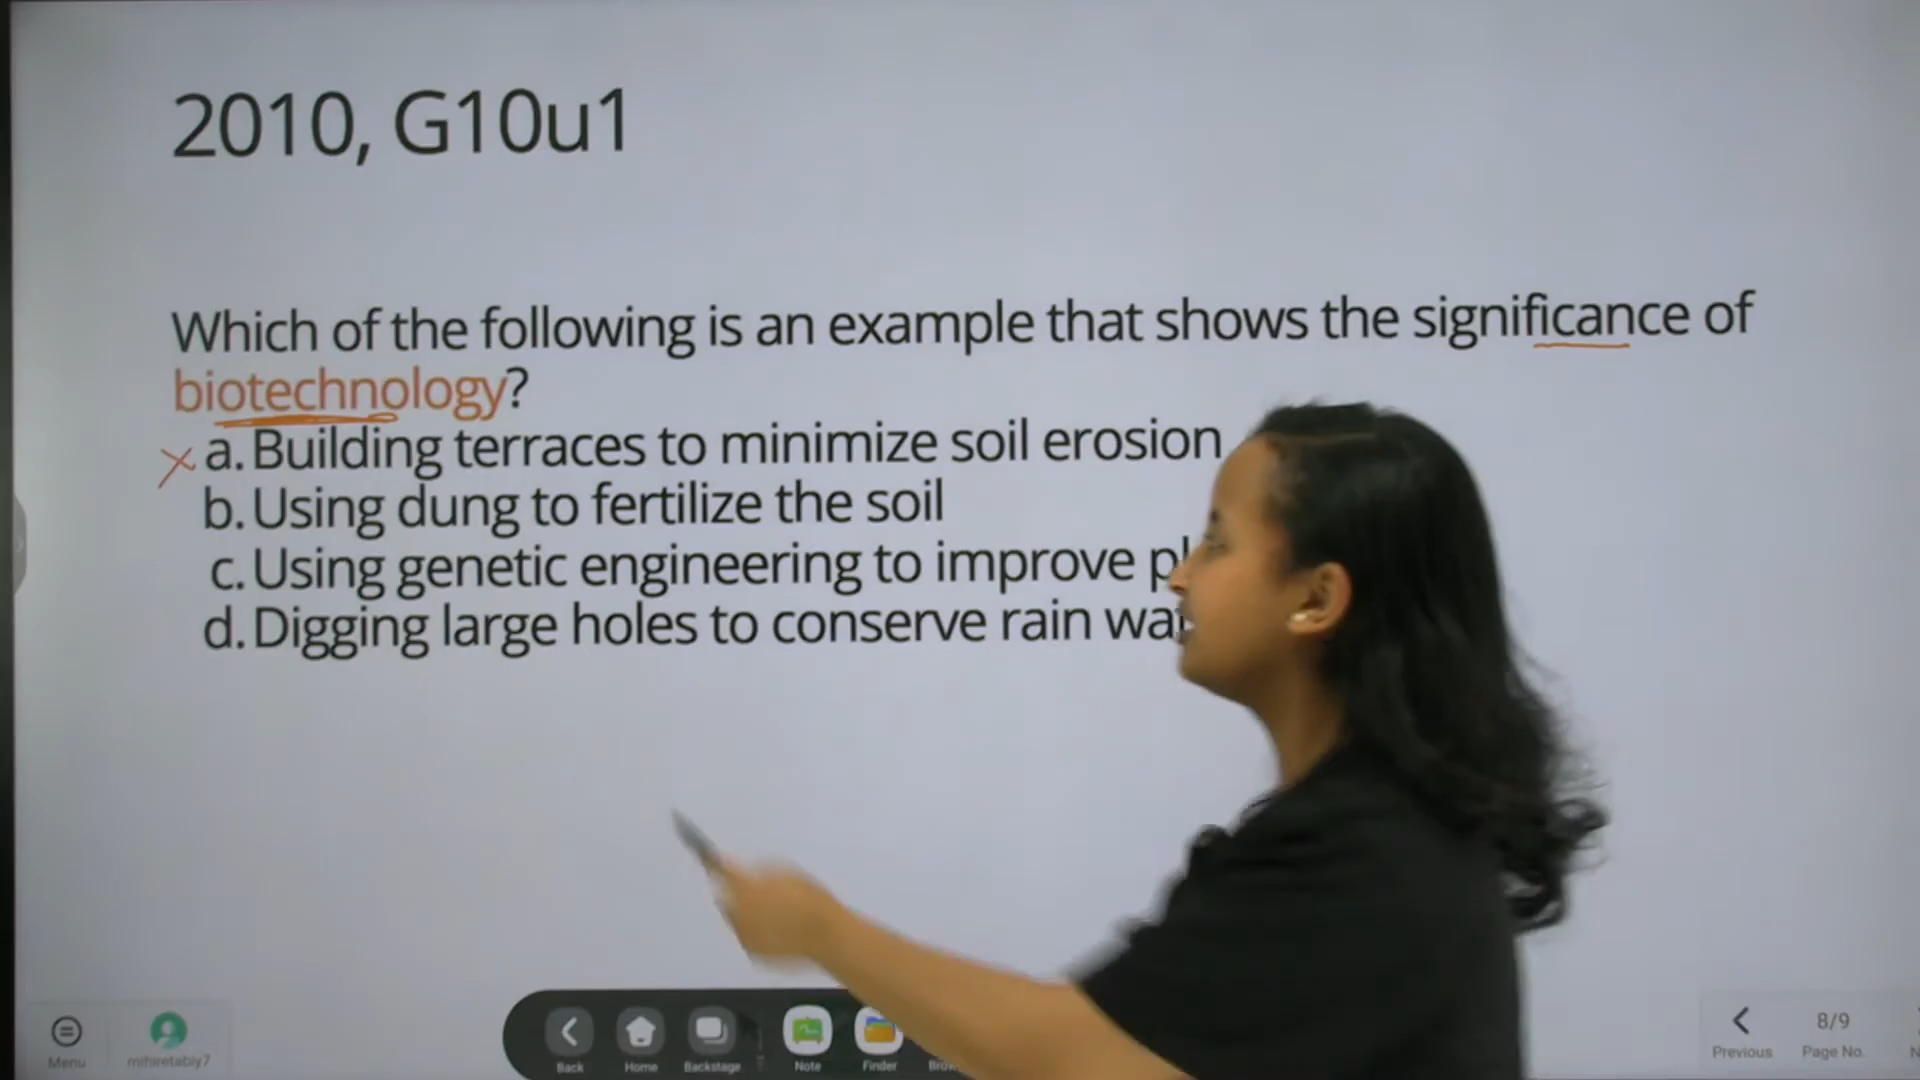 2010, G10u1
Which of the following is an example that shows the significance of
biotechnology?
a. Building terraces to minimize soil erosion
b. Using dung to fertilize the soil
c. Using genetic engineering to improve
d. Digging large holes to conserve rain
Menu
mihiretabiy7
Back
Home
Backstage
Note
Finder
Previous
8/9
Page No.